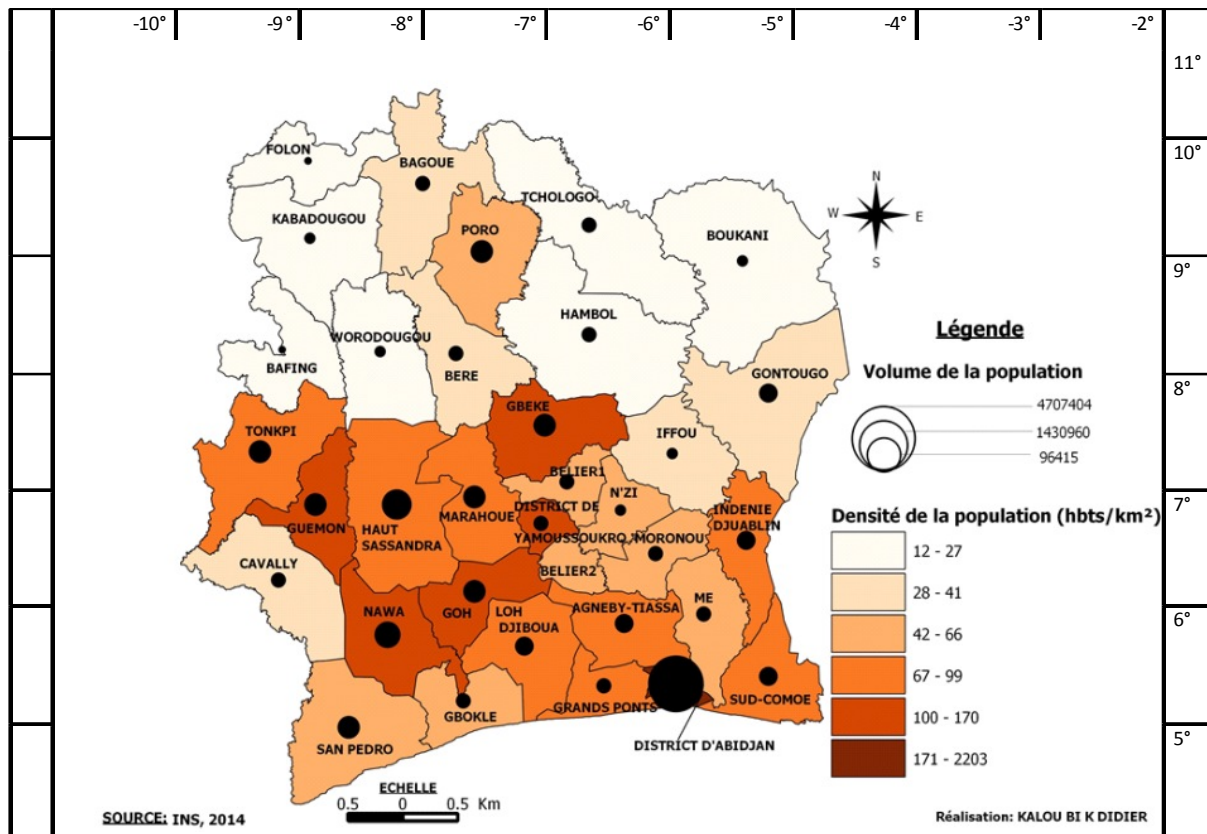 -10° -9° -8° -7° -6° -5° -4° -3° -2°
11°
10°
9°
8°
7°
6°
5°
N
W E
S
FOLON
BAGOUE
KABADOUGOU
TCHOLOGO
PORO
BOUKANI
HAMBOL
WORODOUGOU
BAFING
BERE
GONTOUGO
GBEKE
TONKPI
IFFOU
BELIER1
N'ZI
GUEMON
HAUT
SASSANDRA
MARAHOUE
DISTRICT DE
YAMOUSSOUKRO
MORONOU
INDENIE
DJUABLIN
CAVALLY
BELIER2
NAWA
GOH
LOH
DJIBOUA
AGNEBY-TIASSA
ME
GBOKLE
GRANDS PONTS
SUD-COMOE
SAN PEDRO
DISTRICT D'ABIDJAN
Légende
Volume de la population
4707404
1430960
96415
Densité de la population (hbts/km²)
12 - 27
28 - 41
42 - 66
67 - 99
100 - 170
171 - 2203
ECHELLE
0.5 0 0.5 Km
SOURCE: INS, 2014
Réalisation: KALOU BI K DIDIER